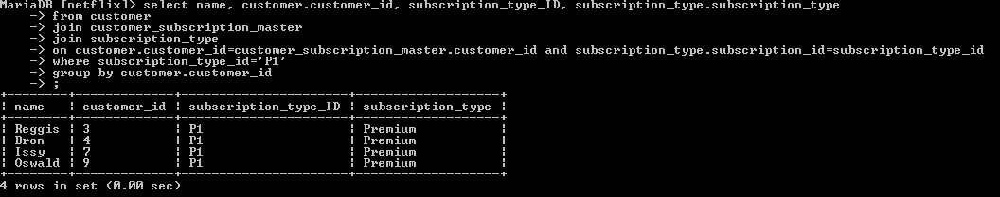 MariaDB [netflix]> select name, customer.customer_id, subscription_type_ID, subscription_type.subscription_type
    -> from customer
    -> join customer_subscription_master
    -> join subscription_type
    -> on customer.customer_id=customer_subscription_master.customer_id and subscription_type.subscription_id=subscription_type_id
    -> where subscription_type_id='P1'
    -> group by customer.customer_id
    -> ;
+--------+-------------+----------------------+-------------------+
| name   | customer_id | subscription_type_ID | subscription_type |
+--------+-------------+----------------------+-------------------+
| Reggis | 3           | P1                   | Premium           |
| Bron   | 4           | P1                   | Premium           |
| Issy   | 7           | P1                   | Premium           |
| Oswald | 9           | P1                   | Premium           |
+--------+-------------+----------------------+-------------------+
4 rows in set (0.00 sec)